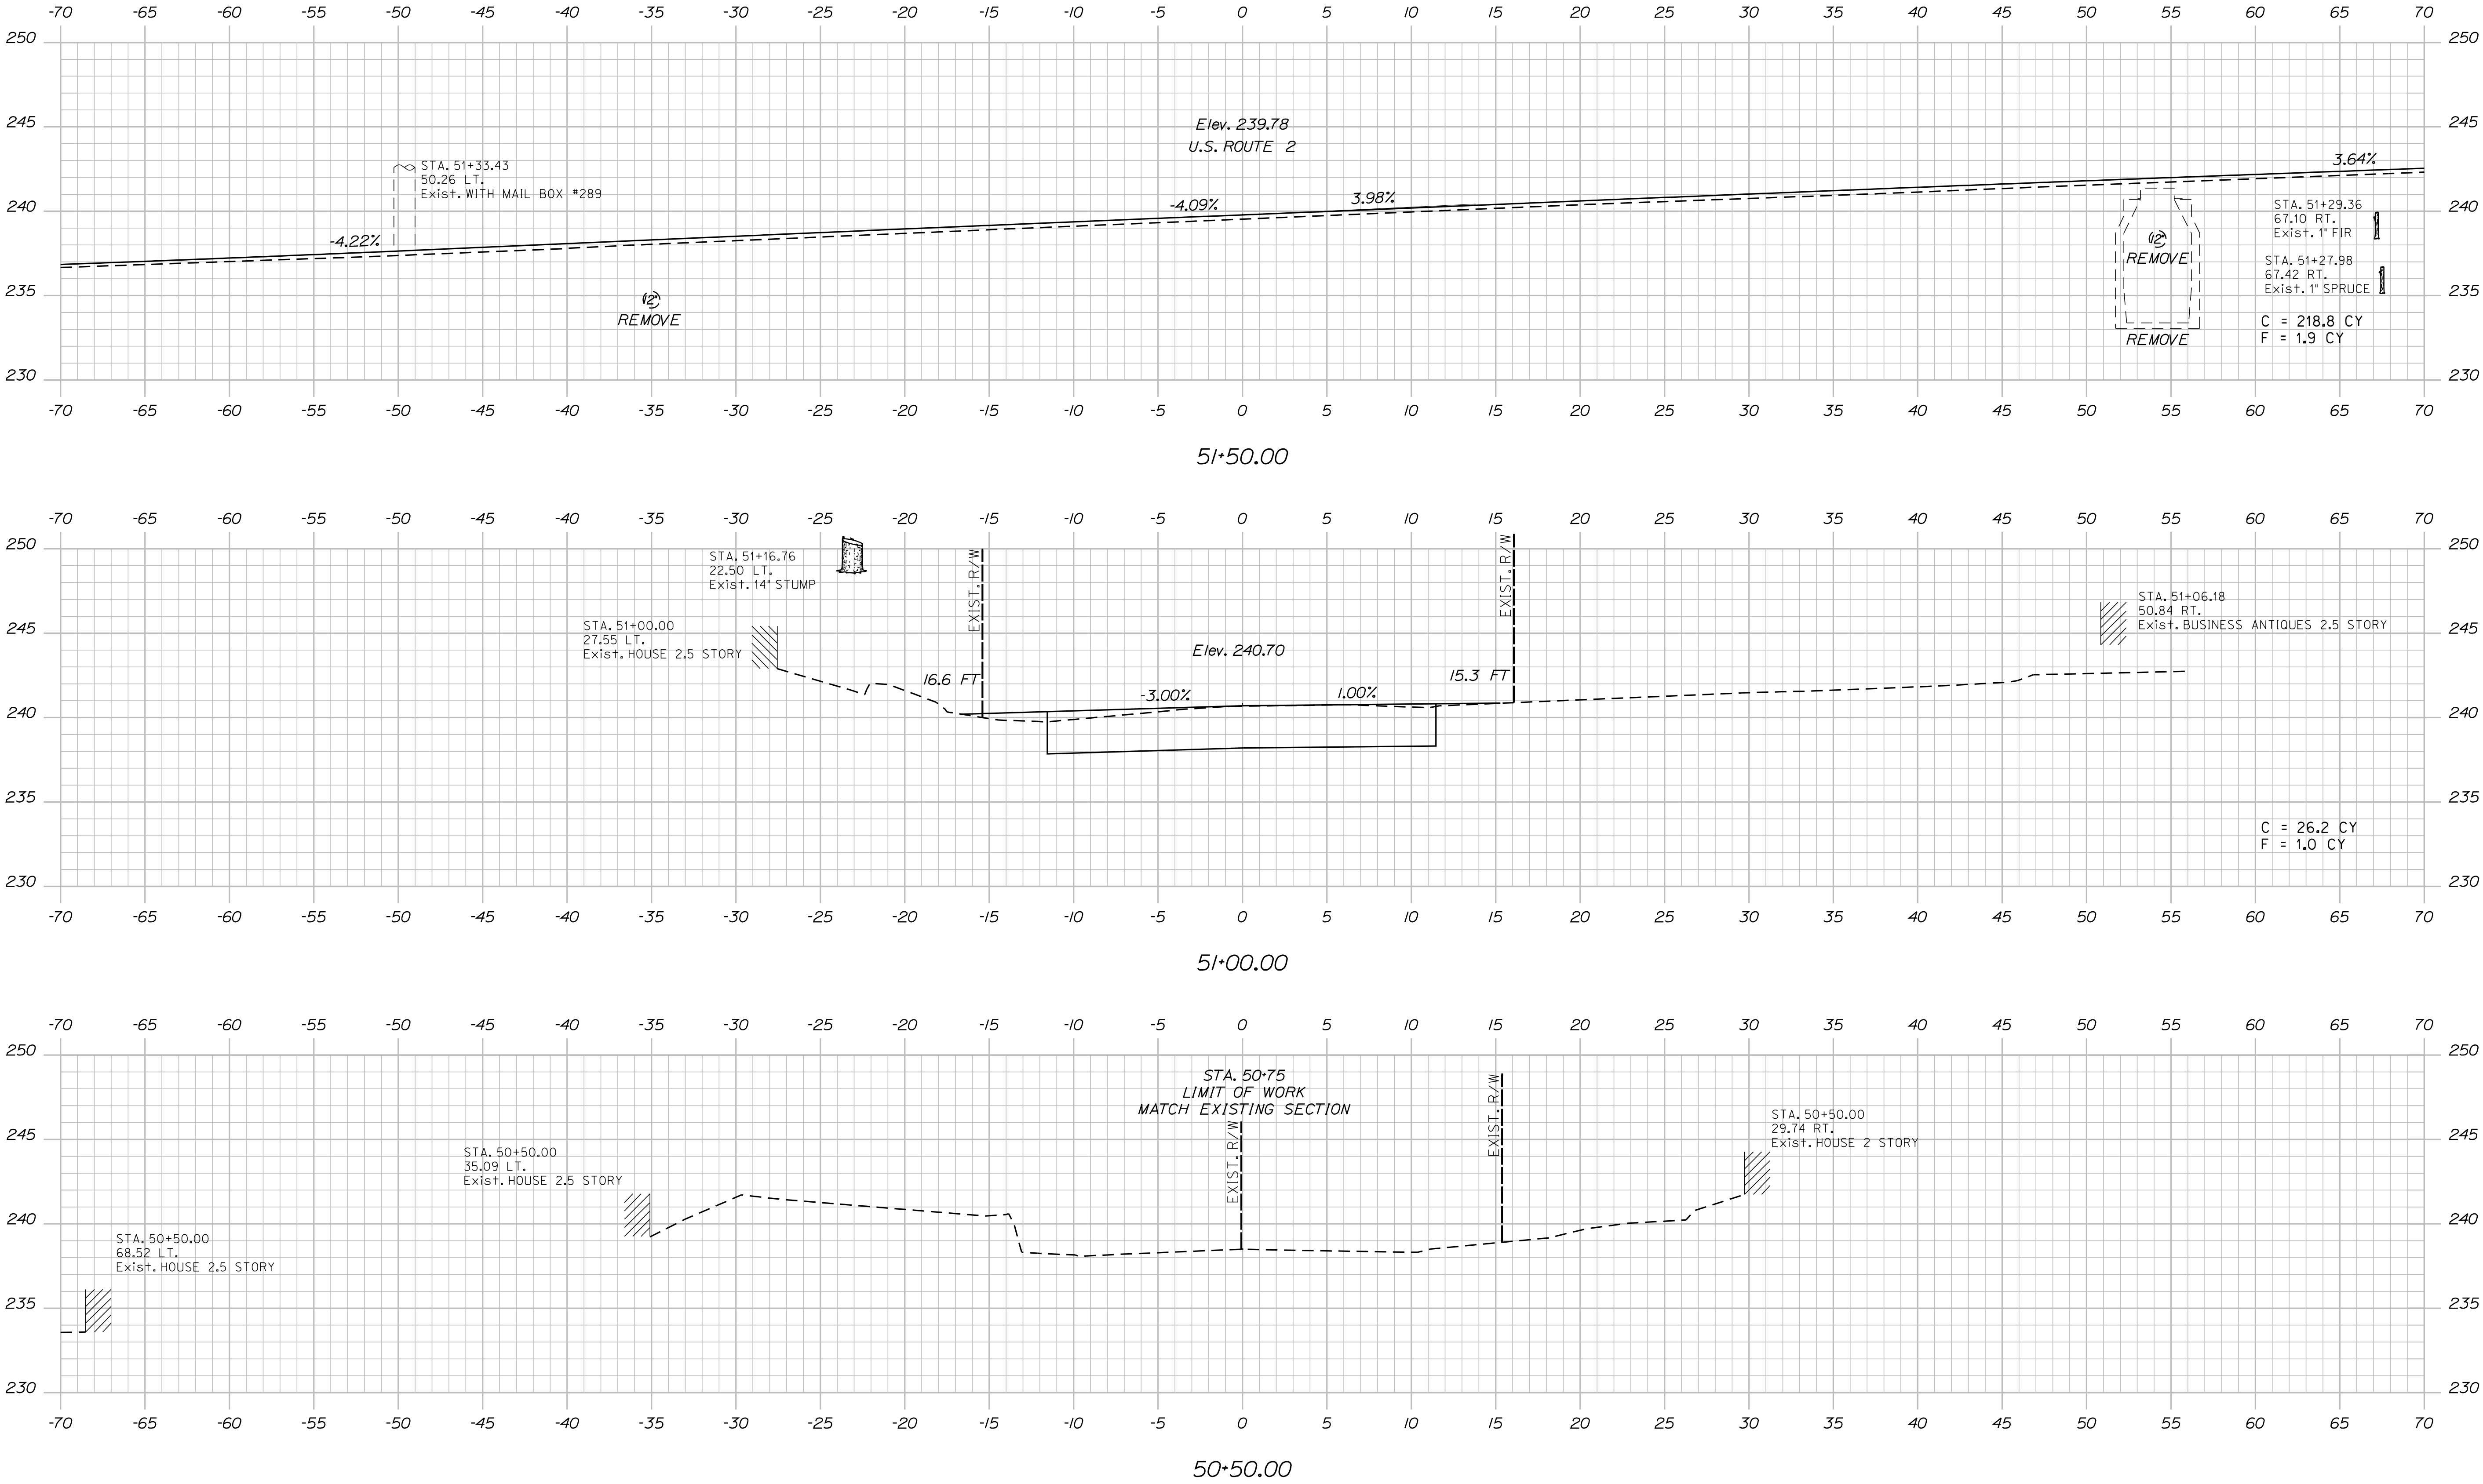 -70 -65 -60 -55 -50 -45 -40 -35 -30 -25 -20 -15 -10 -5 0 5 10 15 20 25 30 35 40 45 50 55 60 65 70
250 250
245 Elev. 239.78 245
U.S. ROUTE 2
3.64%
STA. 51+33.43
50.26 LT.
Exist. WITH MAIL BOX #289
-4.09% 3.98%
240 240
STA. 51+29.36
67.10 RT.
Exist. 1" FIR
-4.22%
12"
REMOVE
STA. 51+27.98
67.42 RT.
Exist. 1" SPRUCE
235 235
12"
REMOVE
C = 218.8 CY
F = 1.9 CY
REMOVE
230 230
-70 -65 -60 -55 -50 -45 -40 -35 -30 -25 -20 -15 -10 -5 0 5 10 15 20 25 30 35 40 45 50 55 60 65 70
51+50.00
-70 -65 -60 -55 -50 -45 -40 -35 -30 -25 -20 -15 -10 -5 0 5 10 15 20 25 30 35 40 45 50 55 60 65 70
250 250
STA. 51+16.76
22.50 LT.
Exist. 14" STUMP
EXIST. R/W
EXIST. R/W
STA. 51+06.18
50.84 RT.
Exist. BUSINESS ANTIQUES 2.5 STORY
STA. 51+00.00
27.55 LT.
Exist. HOUSE 2.5 STORY
245 245
Elev. 240.70
16.6 FT 15.3 FT
-3.00% 1.00%
240 240
235 235
C = 26.2 CY
F = 1.0 CY
230 230
-70 -65 -60 -55 -50 -45 -40 -35 -30 -25 -20 -15 -10 -5 0 5 10 15 20 25 30 35 40 45 50 55 60 65 70
51+00.00
-70 -65 -60 -55 -50 -45 -40 -35 -30 -25 -20 -15 -10 -5 0 5 10 15 20 25 30 35 40 45 50 55 60 65 70
250 250
STA. 50+75
LIMIT OF WORK
MATCH EXISTING SECTION
EXIST. R/W
EXIST. R/W
STA. 50+50.00
29.74 RT.
Exist. HOUSE 2 STORY
245 245
STA. 50+50.00
35.09 LT.
Exist. HOUSE 2.5 STORY
240 240
STA. 50+50.00
68.52 LT.
Exist. HOUSE 2.5 STORY
235 235
230 230
-70 -65 -60 -55 -50 -45 -40 -35 -30 -25 -20 -15 -10 -5 0 5 10 15 20 25 30 35 40 45 50 55 60 65 70
50+50.00